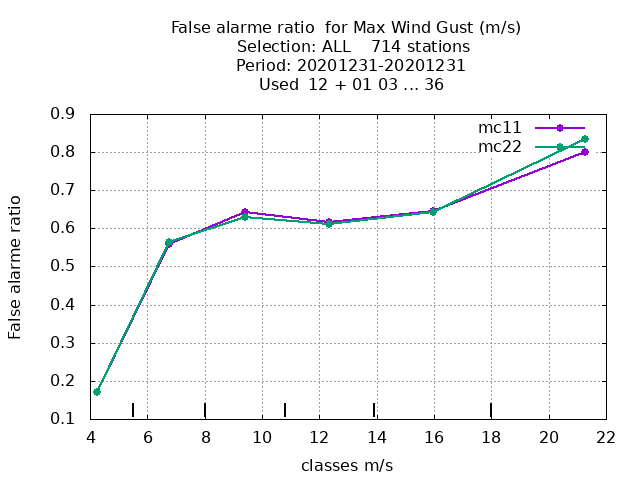 False alarme ratio  for Max Wind Gust (m/s)
Selection: ALL    714 stations
Period: 20201231-20201231
Used  12 + 01 03 ... 36
mc11
mc22
0.9
0.8
0.7
0.6
0.5
0.4
0.3
0.2
0.1
False alarme ratio
4 6 8 10 12 14 16 18 20 22
classes m/s